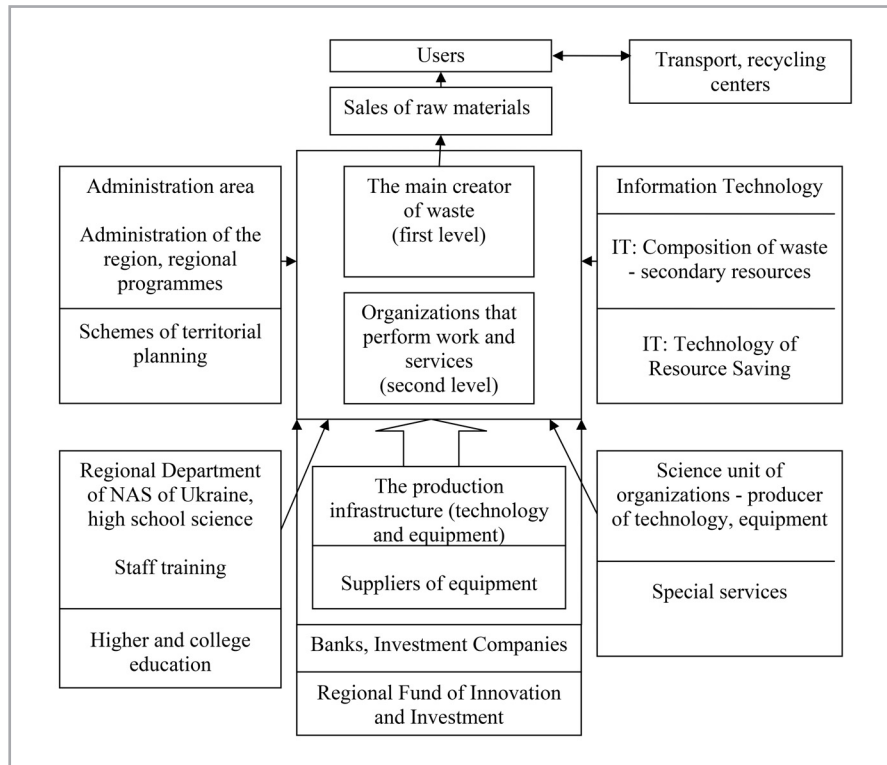 Users
Transport, recycling
centers
Sales of raw materials
Administration area
Administration of the
region, regional
programmes
Schemes of territorial
planning
The main creator
of waste
(first level)
Organizations that
perform work and
services
(second level)
Information Technology
IT: Composition of waste
- secondary resources
IT: Technology of
Resource Saving
Regional Department
of NAS of Ukraine,
high school science
Staff training
Higher and college
education
The production
infrastructure (technology
and equipment)
Suppliers of equipment
Banks, Investment Companies
Regional Fund of Innovation
and Investment
Science unit of
organizations - producer
of technology, equipment
Special services